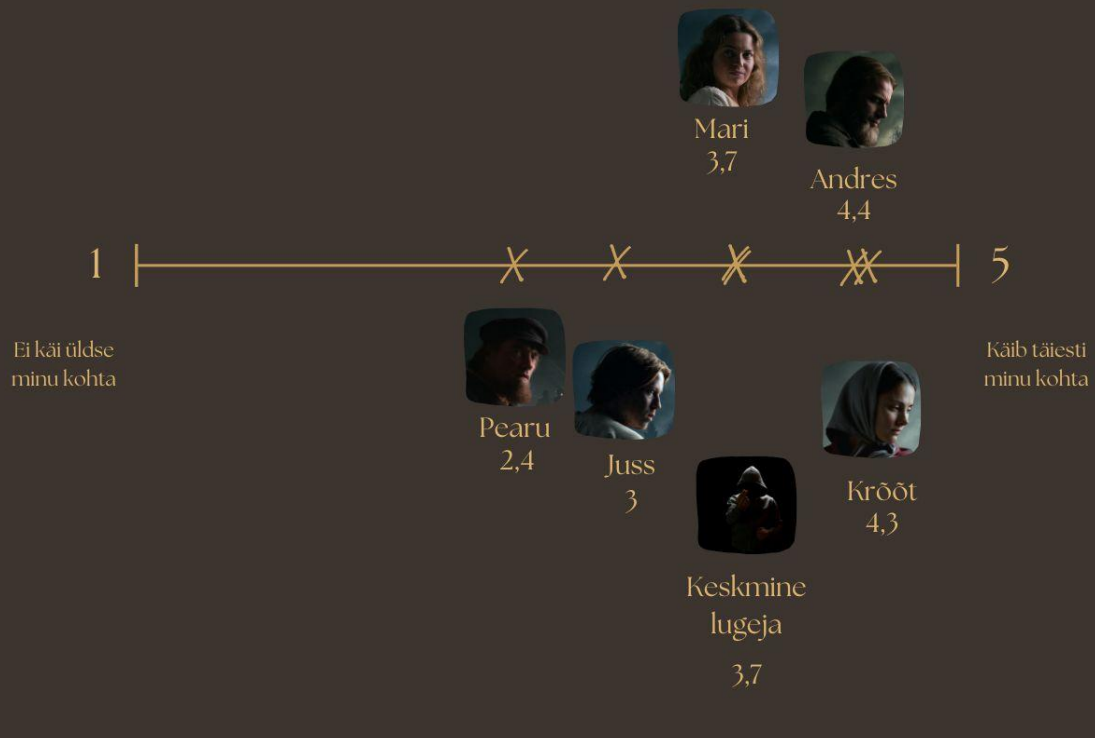 Mari
3,7
Andres
4,4
1
5
Ei käi üldse
minu kohta
Käib täiesti
minu kohta
Pearu
2,4
Juss
3
Krõõt
4,3
Keskmine
lugeja
3,7